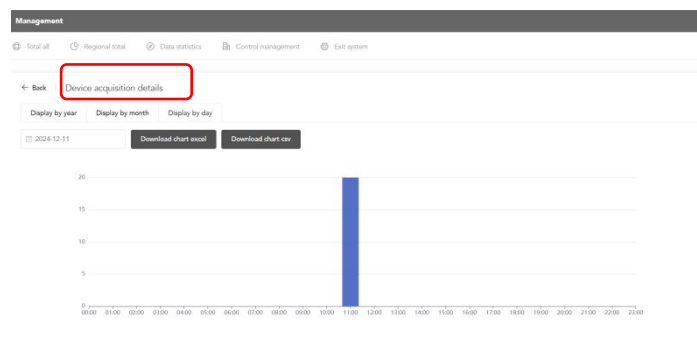 Management
Total all Regional total Data statistics Control management Exit system
← Back Device acquisition details
Display by year Display by month Display by day
2024-12-11 Download chart excel Download chart csv
20
15
10
5
0
00:00 01:00 02:00 03:00 04:00 05:00 06:00 07:00 08:00 09:00 10:00 11:00 12:00 13:00 14:00 15:00 16:00 17:00 18:00 19:00 20:00 21:00 22:00 23:00